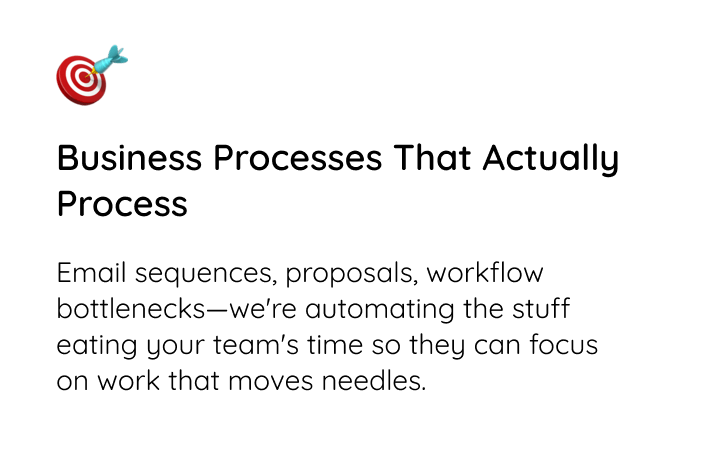 Business Processes That Actually
Process
Email sequences, proposals, workflow
bottlenecks—we're automating the stuff
eating your team's time so they can focus
on work that moves needles.